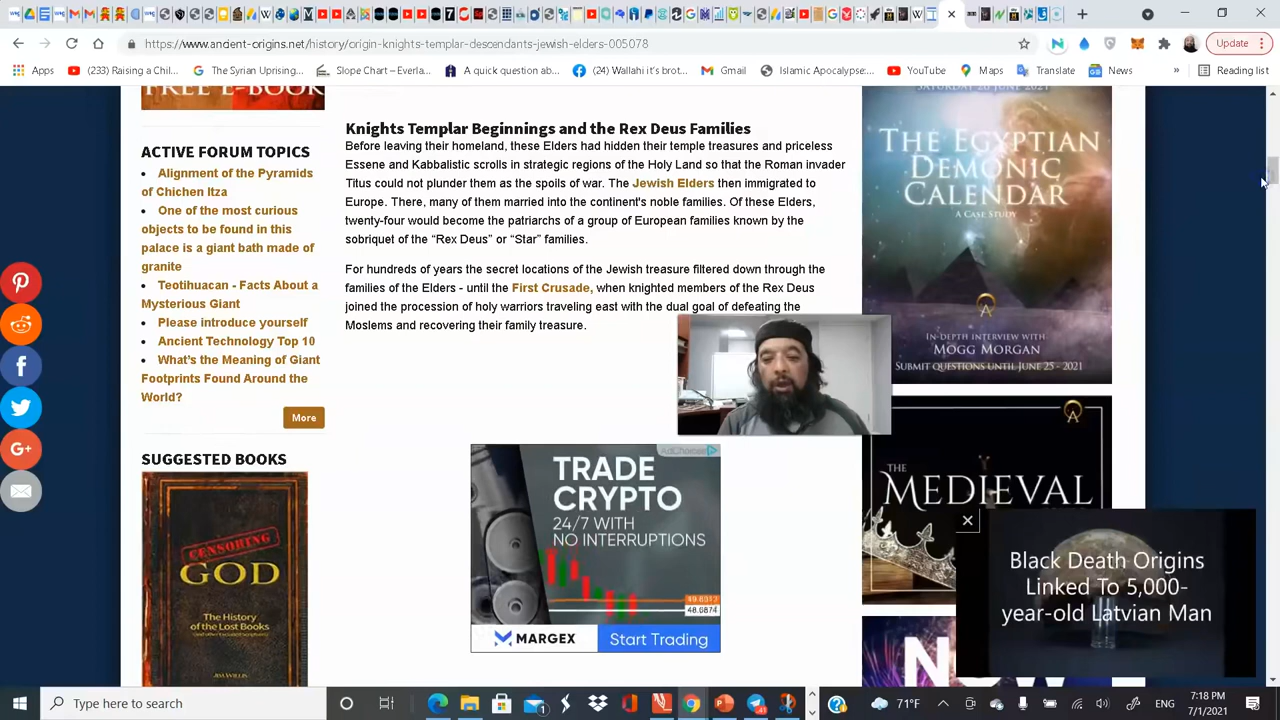 Update
https://www.ancient-origins.net/history/origin-knights-templar-descendants-jewish-elders-005078
Apps
(233) Raising a Chil...
The Syrian Uprising...
Slope Chart – Everla...
A quick question ab...
(24) Wallahi it's brot...
Gmail
Islamic Apocalypse:...
YouTube
Maps
Translate
News
»
Reading list
FREE E-BOOK
ACTIVE FORUM TOPICS
Alignment of the Pyramids
of Chichen Itza
One of the most curious
objects to be found in this
palace is a giant bath made of
granite
Teotihuacan - Facts About a
Mysterious Giant
Please introduce yourself
Ancient Technology Top 10
What's the Meaning of Giant
Footprints Found Around the
World?
More
SUGGESTED BOOKS
CENSORING
GOD
The History
of the Lost Books
JIM WILLIS
Knights Templar Beginnings and the Rex Deus Families
Before leaving their homeland, these Elders had hidden their temple treasures and priceless
Essene and Kabbalistic scrolls in strategic regions of the Holy Land so that the Roman invader
Titus could not plunder them as the spoils of war. The Jewish Elders then immigrated to
Europe. There, many of them married into the continent's noble families. Of these Elders,
twenty-four would become the patriarchs of a group of European families known by the
sobriquet of the “Rex Deus” or “Star” families.
For hundreds of years the secret locations of the Jewish treasure filtered down through the
families of the Elders - until the First Crusade, when knighted members of the Rex Deus
joined the procession of holy warriors traveling east with the dual goal of defeating the
Moslems and recovering their family treasure.
AdChoices
TRADE
CRYPTO
24/7 WITH
NO INTERRUPTIONS
48.0874
MARGEX
Start Trading
SATURDAY 26 JUNE 2021
THE EGYPTIAN
DEMONIC
CALENDAR
A CASE STUDY
IN-DEPTH INTERVIEW WITH
MOGG MORGAN
SUBMIT QUESTIONS UNTIL JUNE 25 - 2021
THE
MEDIEVAL
Black Death Origins
Linked To 5,000-
year-old Latvian Man
NOW
Type here to search
71°F
ENG
7:18 PM
7/1/2021